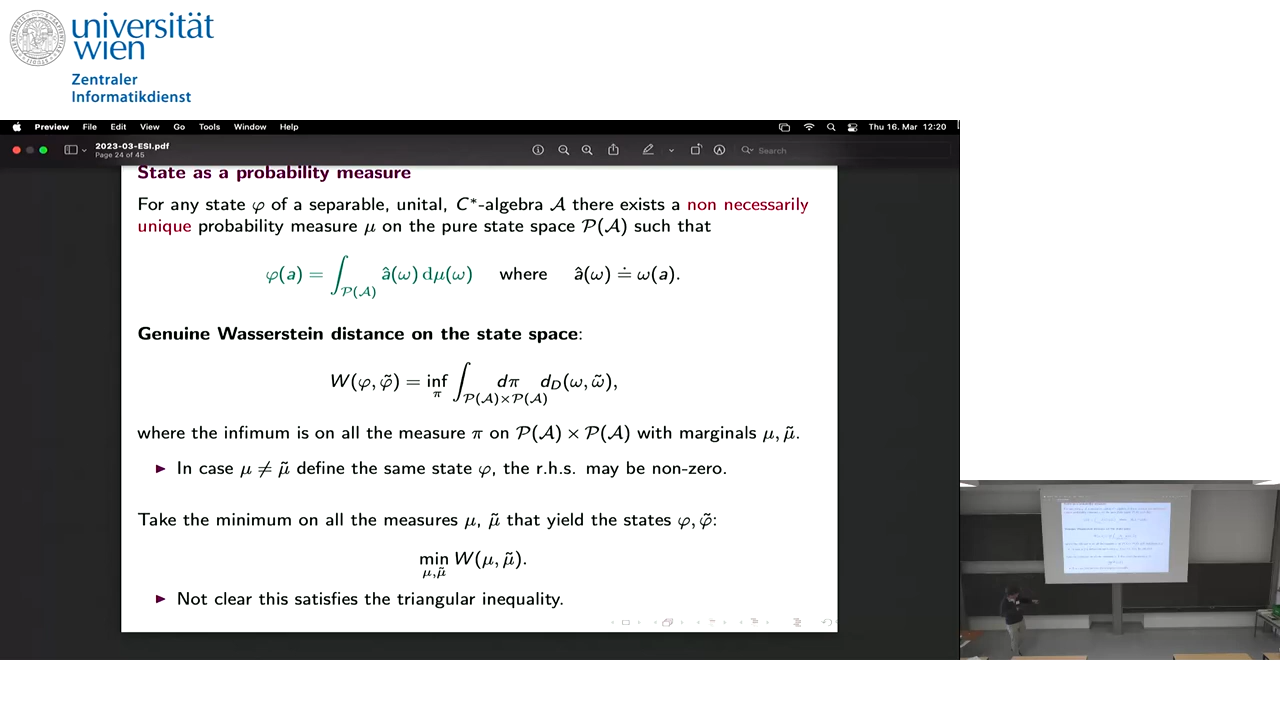 universität
wien
Zentraler
Informatikdienst
Preview File Edit View Go Tools Window Help Thu 16. Mar 12:20
2023-03-ESI.pdf
Page 24 of 45
Search
State as a probability measure
For any state φ of a separable, unital, C*-algebra 𝒜 there exists a non necessarily
unique probability measure μ on the pure state space 𝒫(𝒜) such that
φ(a) = ∫_{𝒫(𝒜)} â(ω) dμ(ω) where â(ω) ≐ ω(a).
Genuine Wasserstein distance on the state space:
W(φ, φ̃) = inf_π ∫_{𝒫(𝒜)×𝒫(𝒜)} dπ d_D(ω, ω̃),
where the infimum is on all the measure π on 𝒫(𝒜) × 𝒫(𝒜) with marginals μ, μ̃.
► In case μ ≠ μ̃ define the same state φ, the r.h.s. may be non-zero.
Take the minimum on all the measures μ, μ̃ that yield the states φ, φ̃:
min_{μ,μ̃} W(μ, μ̃).
► Not clear this satisfies the triangular inequality.